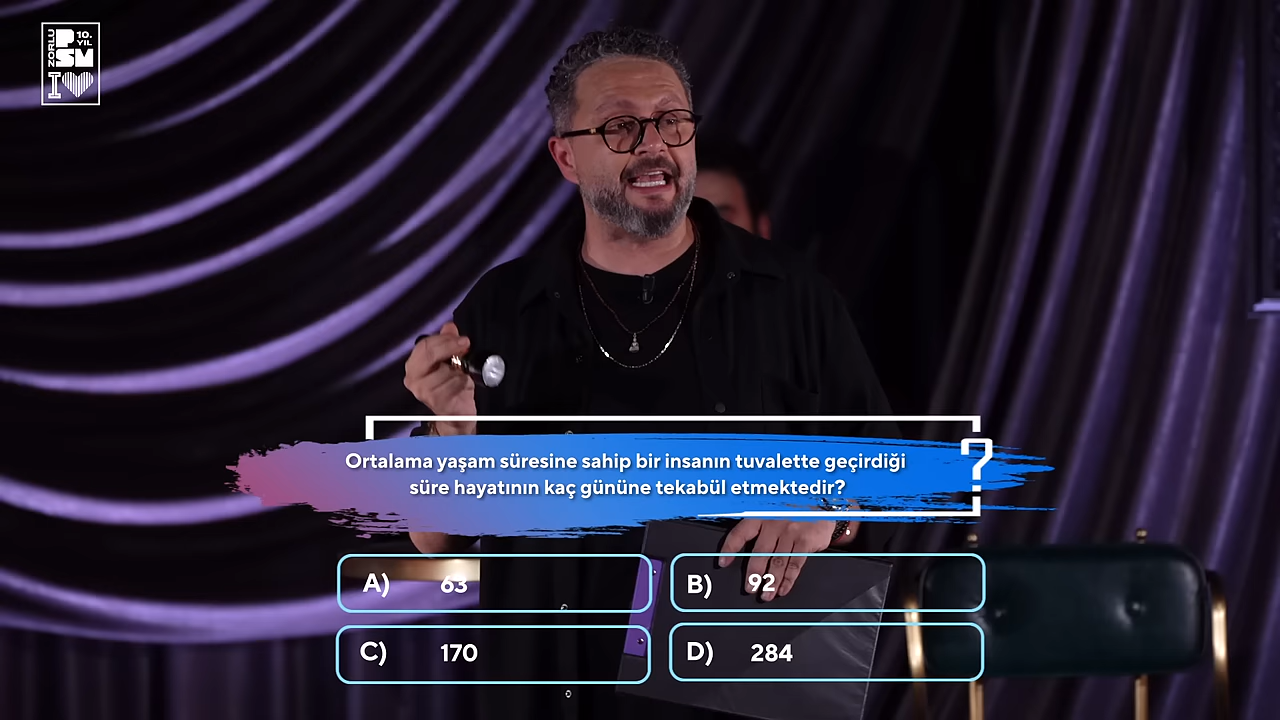 ZORLU
PSM
10.
YIL
I
Ortalama yaşam süresine sahip bir insanın tuvalette geçirdiği
süre hayatının kaç gününe tekabül etmektedir?
?
A) 63
B) 92
C) 170
D) 284